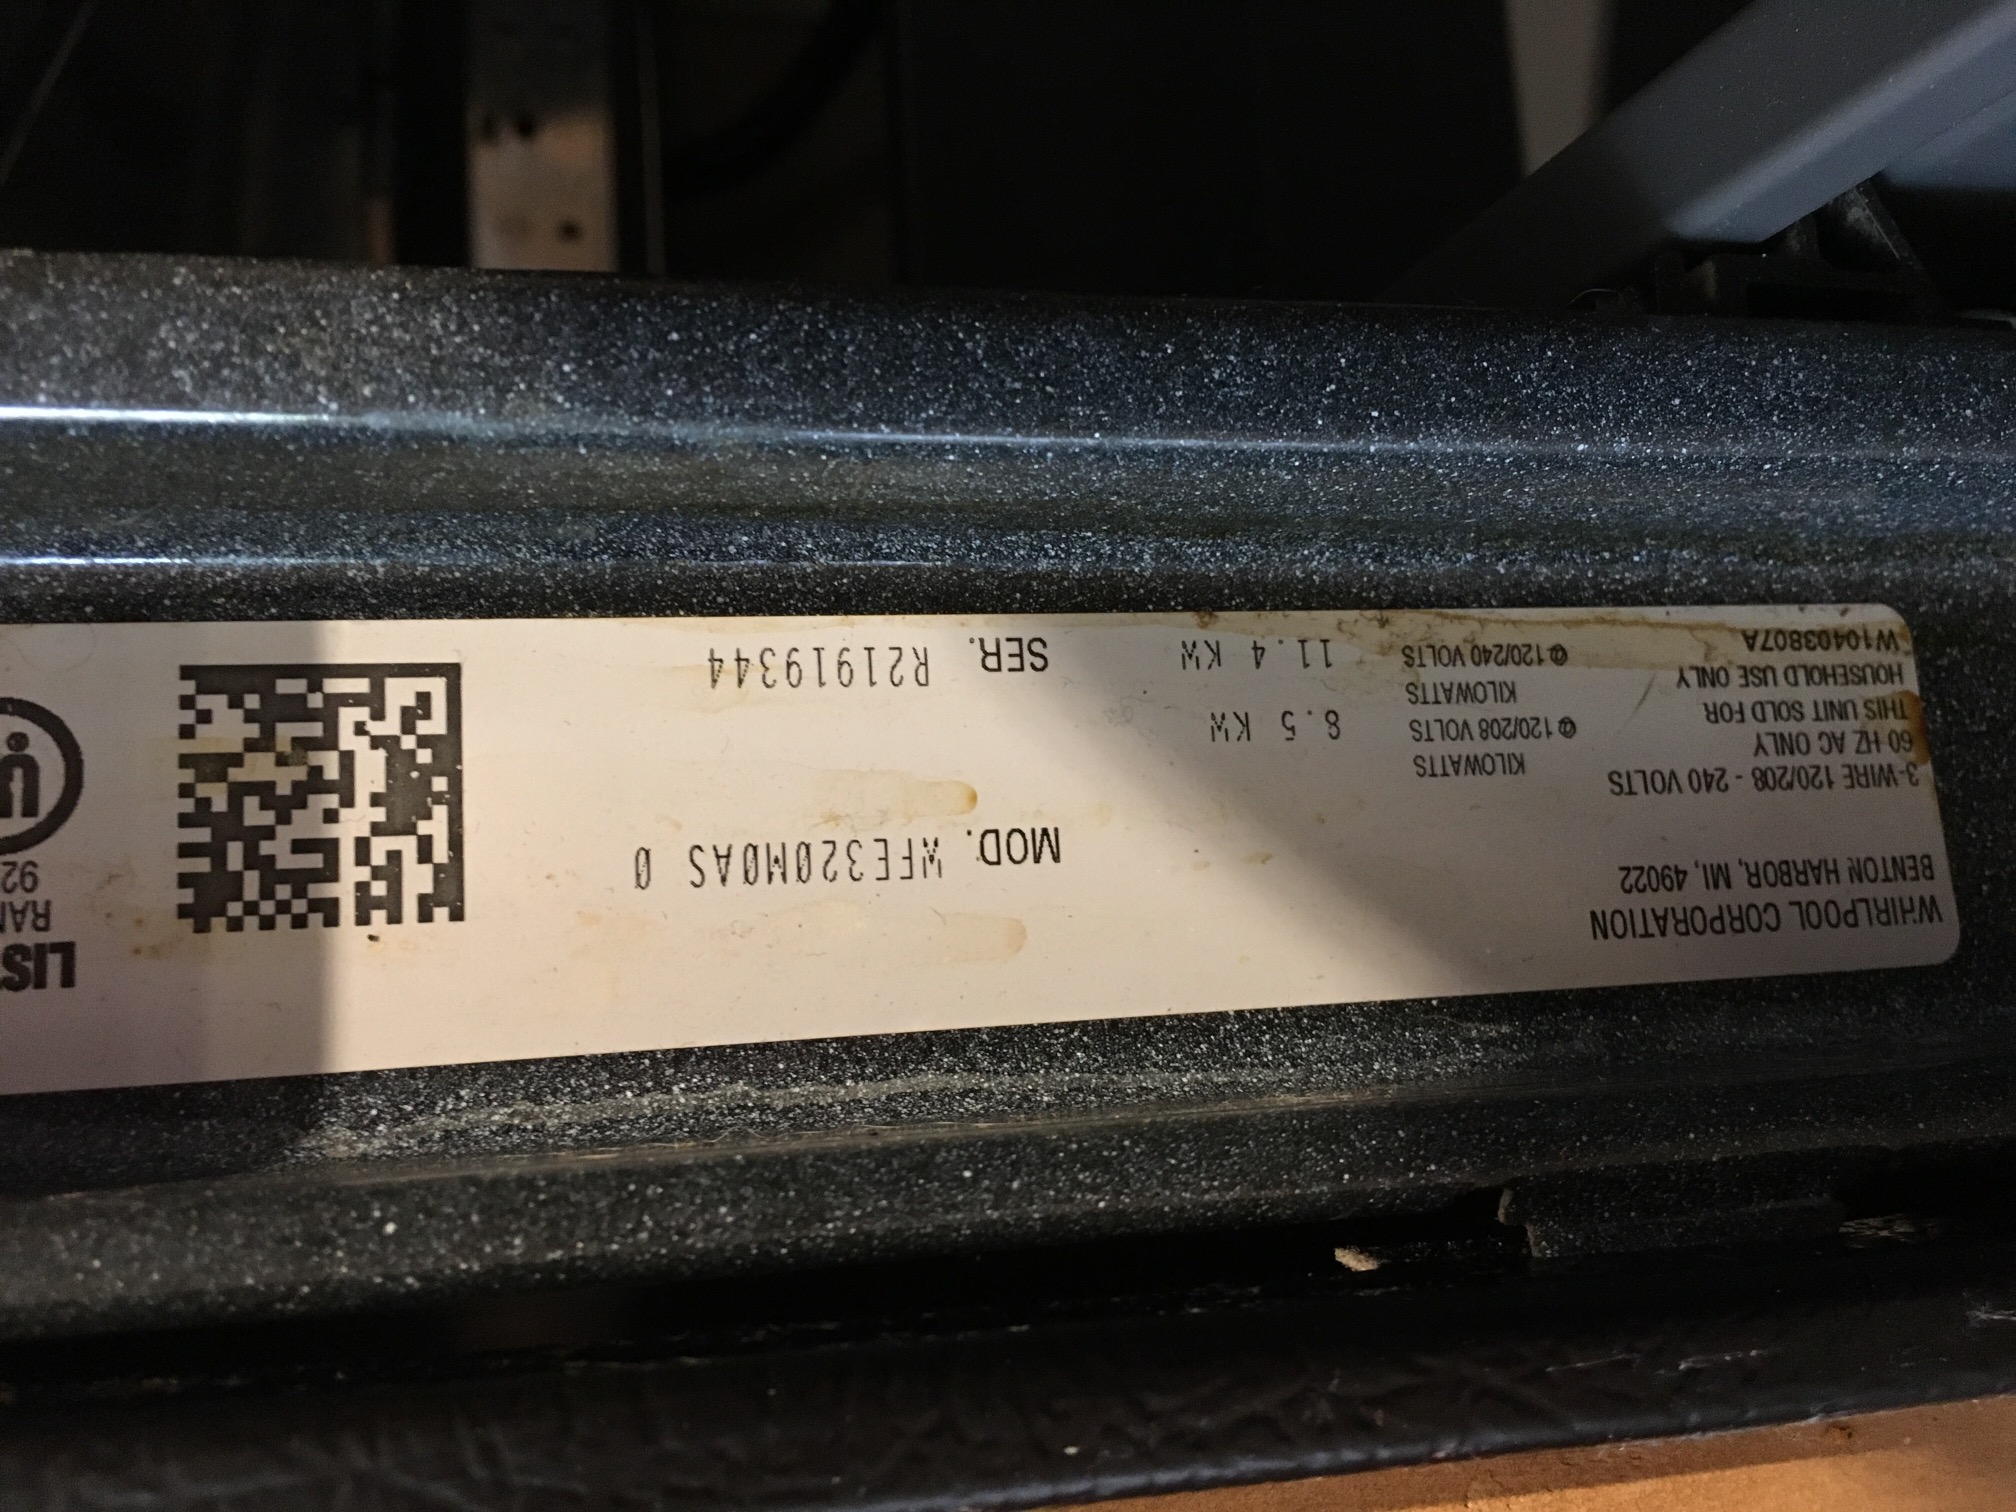 WHIRLPOOL CORPORATION
BENTON HARBOR, MI, 49022
3-WIRE 120/208 - 240 VOLTS
60 HZ AC ONLY
THIS UNIT SOLD FOR
HOUSEHOLD USE ONLY
W10403807A
KILOWATTS
@120/208 VOLTS 8.5 KW
KILOWATTS
@120/240 VOLTS 11.4 KW
MOD. WFE320M0AS 0
SER. R21919344